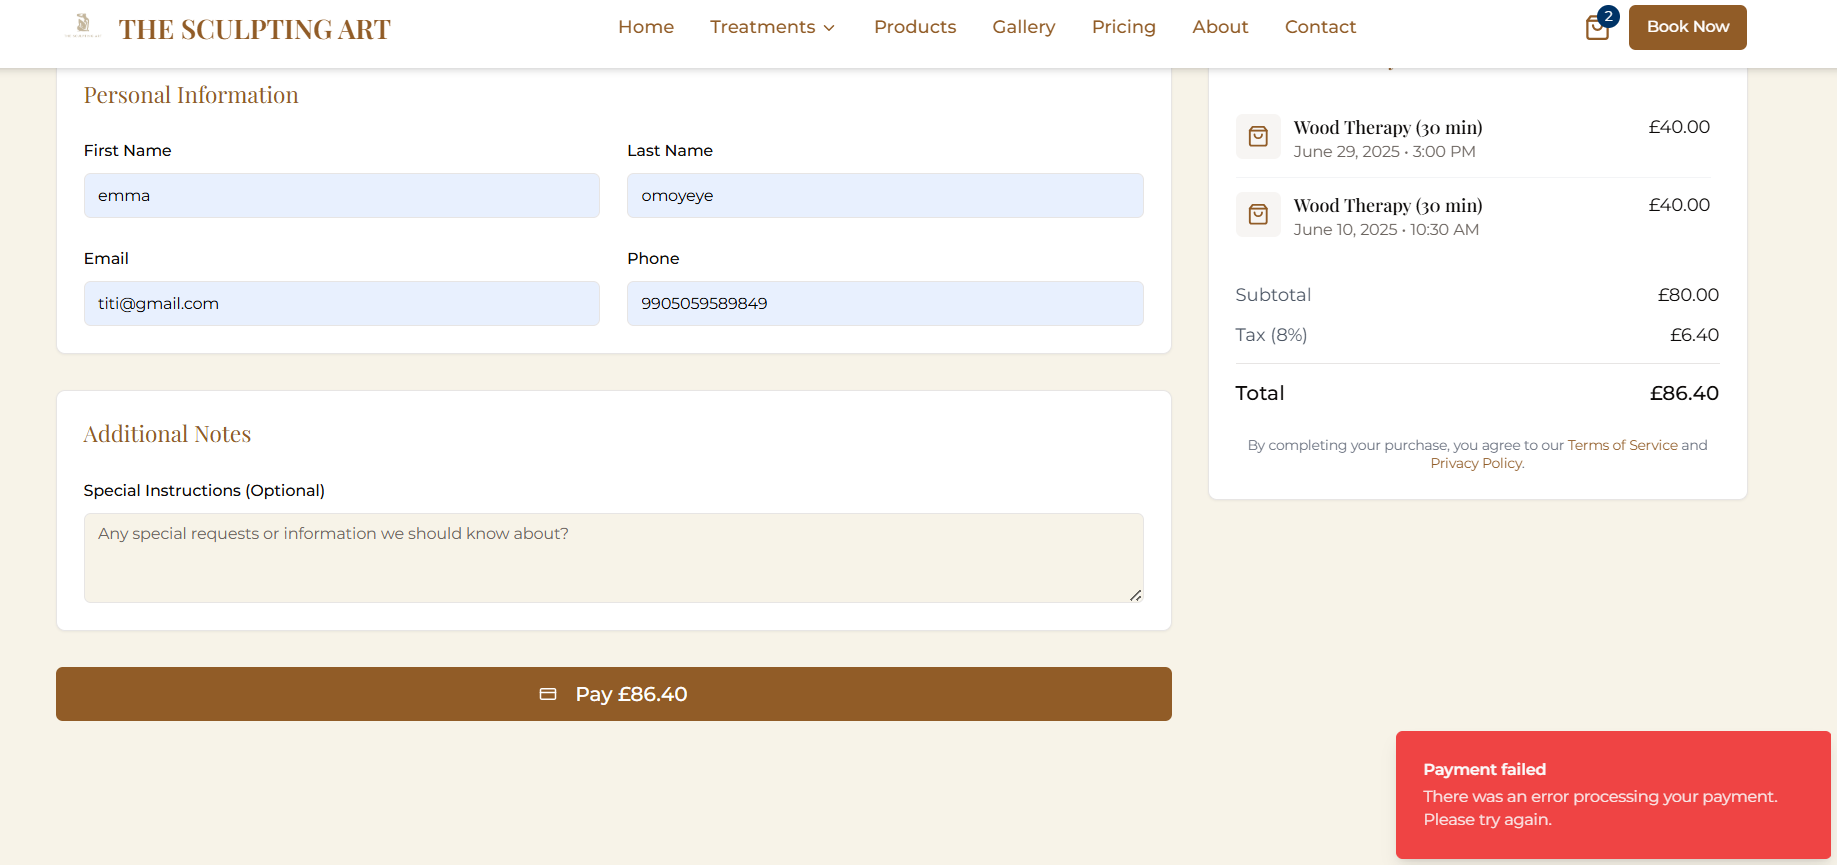 THE SCULPTING ART
Home
Treatments
Products
Gallery
Pricing
About
Contact
2
Book Now
Personal Information
First Name
Last Name
emma
omoyeye
Email
Phone
titi@gmail.com
9905059589849
Additional Notes
Special Instructions (Optional)
Any special requests or information we should know about?
Pay £86.40
Wood Therapy (30 min)
£40.00
June 29, 2025 • 3:00 PM
Wood Therapy (30 min)
£40.00
June 10, 2025 • 10:30 AM
Subtotal
£80.00
Tax (8%)
£6.40
Total
£86.40
By completing your purchase, you agree to our Terms of Service and
Privacy Policy.
Payment failed
There was an error processing your payment.
Please try again.